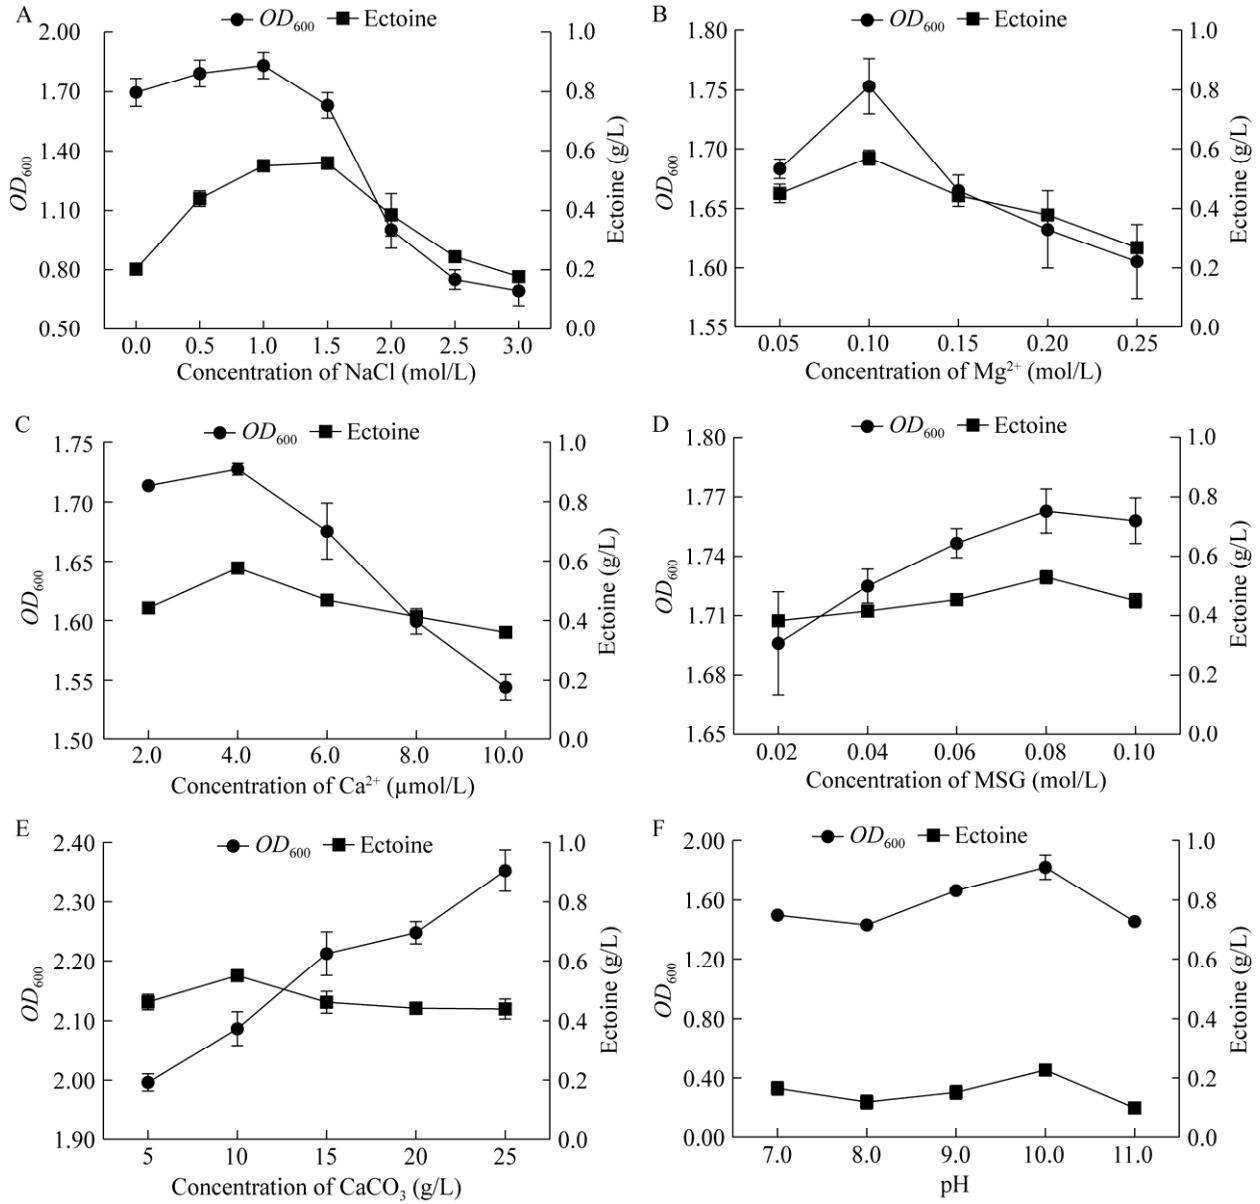 A
OD600 Ectoine
2.00
1.70
1.40
1.10
0.80
0.50
OD600
1.0
0.8
0.6
0.4
0.2
0.0
Ectoine (g/L)
0.0 0.5 1.0 1.5 2.0 2.5 3.0
Concentration of NaCl (mol/L)
B
OD600 Ectoine
1.80
1.75
1.70
1.65
1.60
1.55
OD600
1.0
0.8
0.6
0.4
0.2
0.0
Ectoine (g/L)
0.05 0.10 0.15 0.20 0.25
Concentration of Mg2+ (mol/L)
C
OD600 Ectoine
1.75
1.70
1.65
1.60
1.55
1.50
OD600
1.0
0.8
0.6
0.4
0.2
0.0
Ectoine (g/L)
2.0 4.0 6.0 8.0 10.0
Concentration of Ca2+ (μmol/L)
D
OD600 Ectoine
1.80
1.77
1.74
1.71
1.68
1.65
OD600
1.0
0.8
0.6
0.4
0.2
0.0
Ectoine (g/L)
0.02 0.04 0.06 0.08 0.10
Concentration of MSG (mol/L)
E
OD600 Ectoine
2.40
2.30
2.20
2.10
2.00
1.90
OD600
1.0
0.8
0.6
0.4
0.2
0.0
Ectoine (g/L)
5 10 15 20 25
Concentration of CaCO3 (g/L)
F
OD600 Ectoine
2.00
1.60
1.20
0.80
0.40
0.00
OD600
1.0
0.8
0.6
0.4
0.2
0.0
Ectoine (g/L)
7.0 8.0 9.0 10.0 11.0
pH